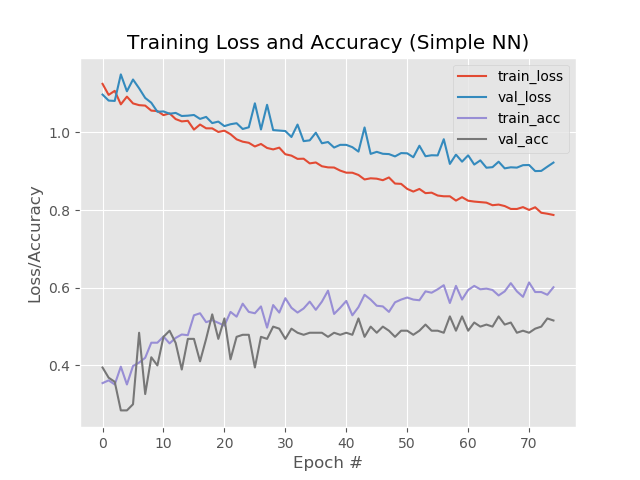 Training Loss and Accuracy (Simple NN)
train_loss
val_loss
train_acc
val_acc
1.0
0.8
0.6
0.4
Loss/Accuracy
0 10 20 30 40 50 60 70
Epoch #